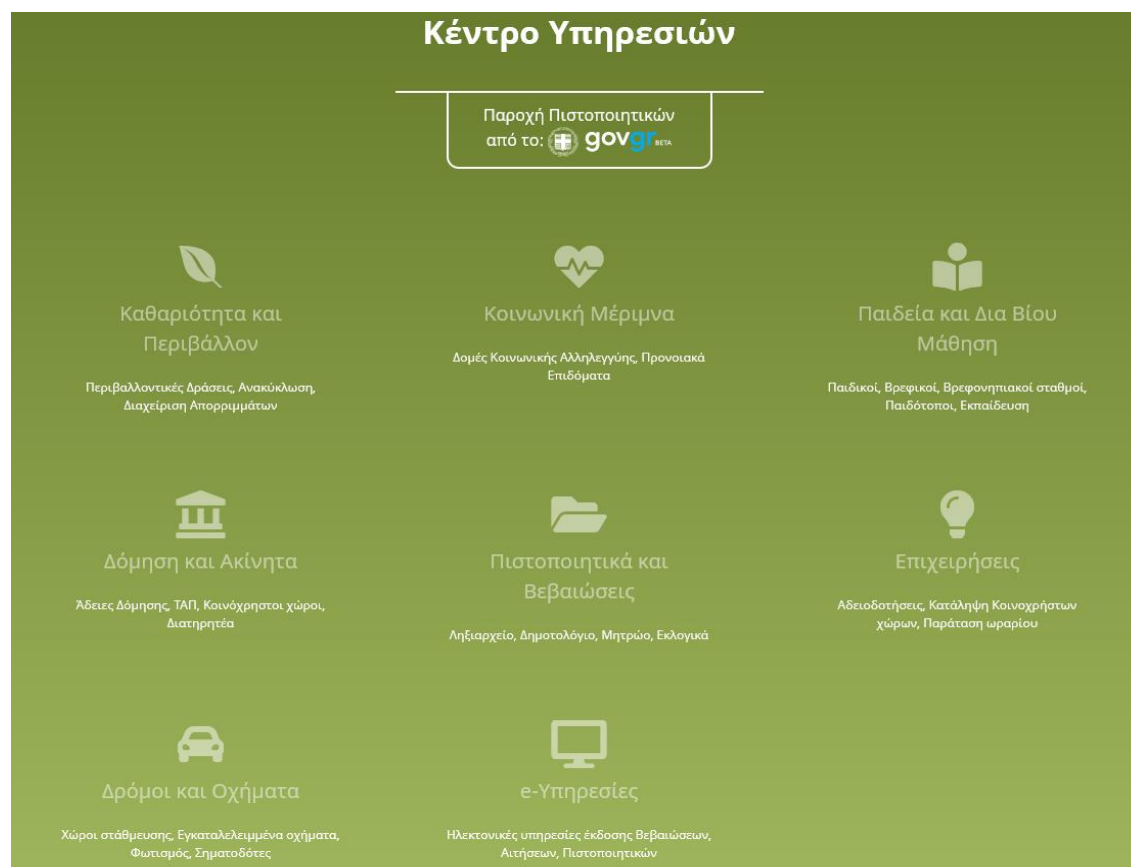 Κέντρο Υπηρεσιών
Παροχή Πιστοποιητικών
από το: govgr BETA
Καθαριότητα και
Περιβάλλον
Περιβαλλοντικές Δράσεις, Ανακύκλωση,
Διαχείριση Απορριμμάτων
Κοινωνική Μέριμνα
Δομές Κοινωνικής Αλληλεγγύης, Προνοιακά
Επιδόματα
Παιδεία και Δια Βίου
Μάθηση
Παιδικοί, Βρεφικοί, Βρεφονηπιακοί σταθμοί,
Παιδότοποι, Εκπαίδευση
Δόμηση και Ακίνητα
Άδειες Δόμησης, ΤΑΠ, Κοινόχρηστοι χώροι,
Διατηρητέα
Πιστοποιητικά και
Βεβαιώσεις
Ληξιαρχείο, Δημοτολόγιο, Μητρώο, Εκλογικά
Επιχειρήσεις
Αδειοδοτήσεις, Κατάληψη Κοινοχρήστων
χώρων, Παράταση ωραρίου
Δρόμοι και Οχήματα
Χώροι στάθμευσης, Εγκαταλελειμμένα οχήματα,
Φωτισμός, Σηματοδότες
e-Υπηρεσίες
Ηλεκτονικές υπηρεσίες έκδοσης Βεβαιώσεων,
Αιτήσεων, Πιστοποιητικών